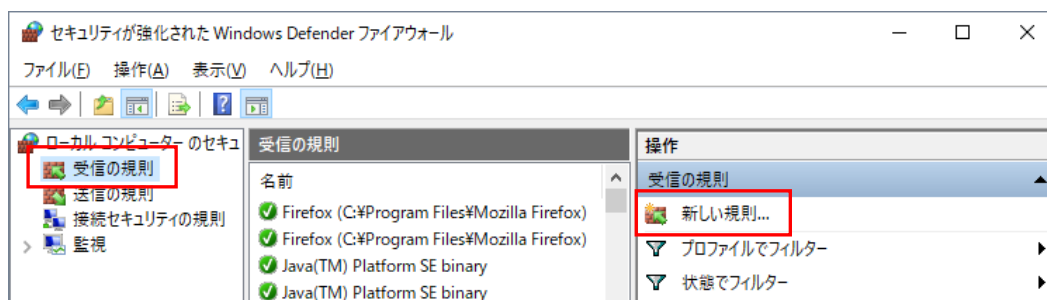 セキュリティが強化された Windows Defender ファイアウォール
ファイル(F) 操作(A) 表示(V) ヘルプ(H)
ローカル コンピューター のセキュ
受信の規則
送信の規則
接続セキュリティの規則
監視
受信の規則
名前
Firefox (C:¥Program Files¥Mozilla Firefox)
Firefox (C:¥Program Files¥Mozilla Firefox)
Java(TM) Platform SE binary
Java(TM) Platform SE binary
操作
受信の規則
新しい規則...
プロファイルでフィルター
状態でフィルター